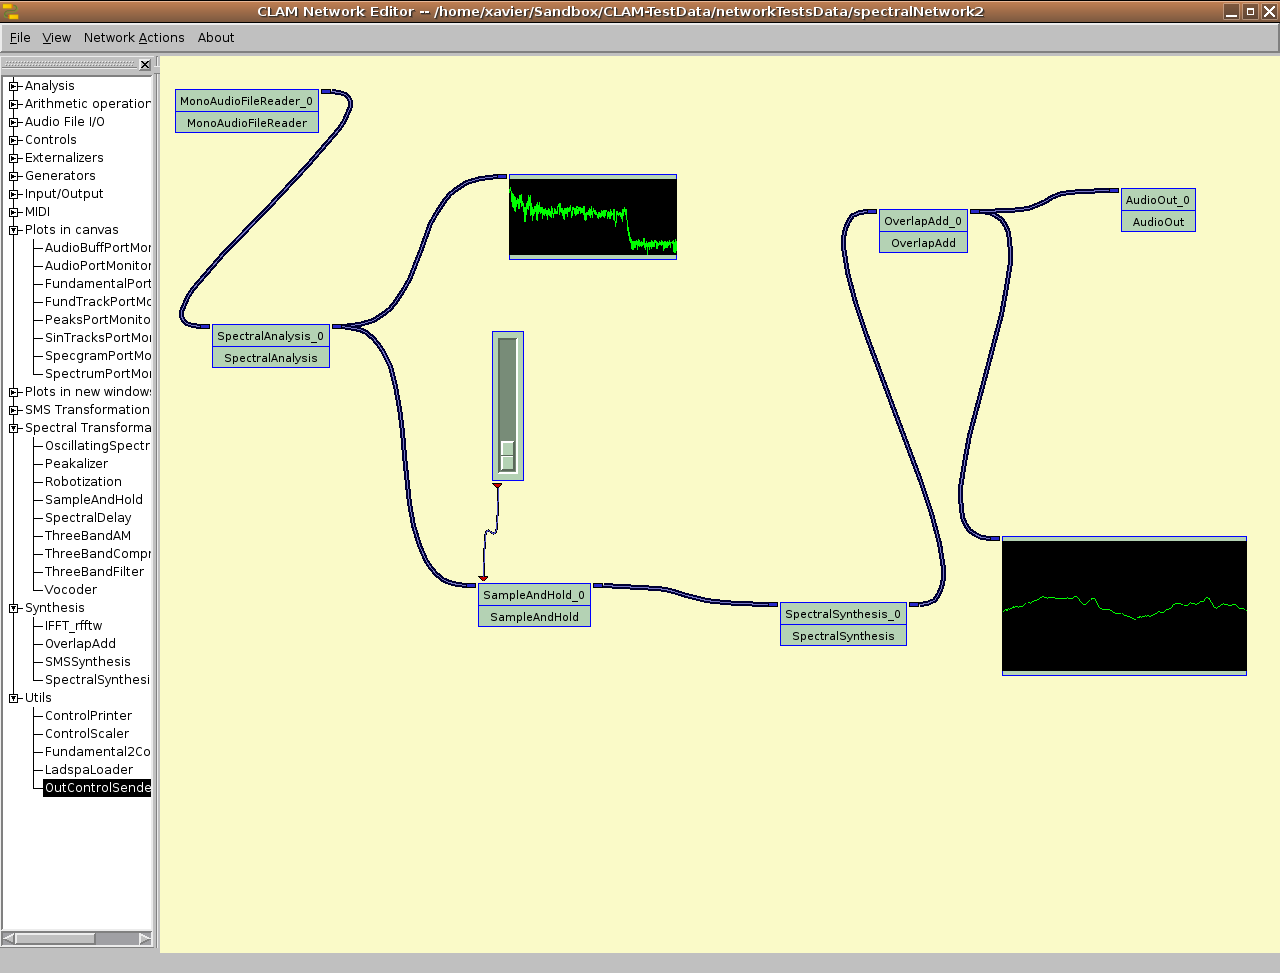 CLAM Network Editor -- /home/xavier/Sandbox/CLAM-TestData/networkTestsData/spectralNetwork2
File View Network Actions About
Analysis
Arithmetic operation
Audio File I/O
Controls
Externalizers
Generators
Input/Output
MIDI
Plots in canvas
AudioBuffPortMon
AudioPortMonitor
FundamentalPort
FundTrackPortMo
PeaksPortMonito
SinTracksPortMo
SpecgramPortMo
SpectrumPortMon
Plots in new windows
SMS Transformation
Spectral Transforma
OscillatingSpectr
Peakalizer
Robotization
SampleAndHold
SpectralDelay
ThreeBandAM
ThreeBandCompr
ThreeBandFilter
Vocoder
Synthesis
IFFT_rfftw
OverlapAdd
SMSSynthesis
SpectralSynthesi
Utils
ControlPrinter
ControlScaler
Fundamental2Co
LadspaLoader
OutControlSende
MonoAudioFileReader_0
MonoAudioFileReader
SpectralAnalysis_0
SpectralAnalysis
SampleAndHold_0
SampleAndHold
SpectralSynthesis_0
SpectralSynthesis
OverlapAdd_0
OverlapAdd
AudioOut_0
AudioOut